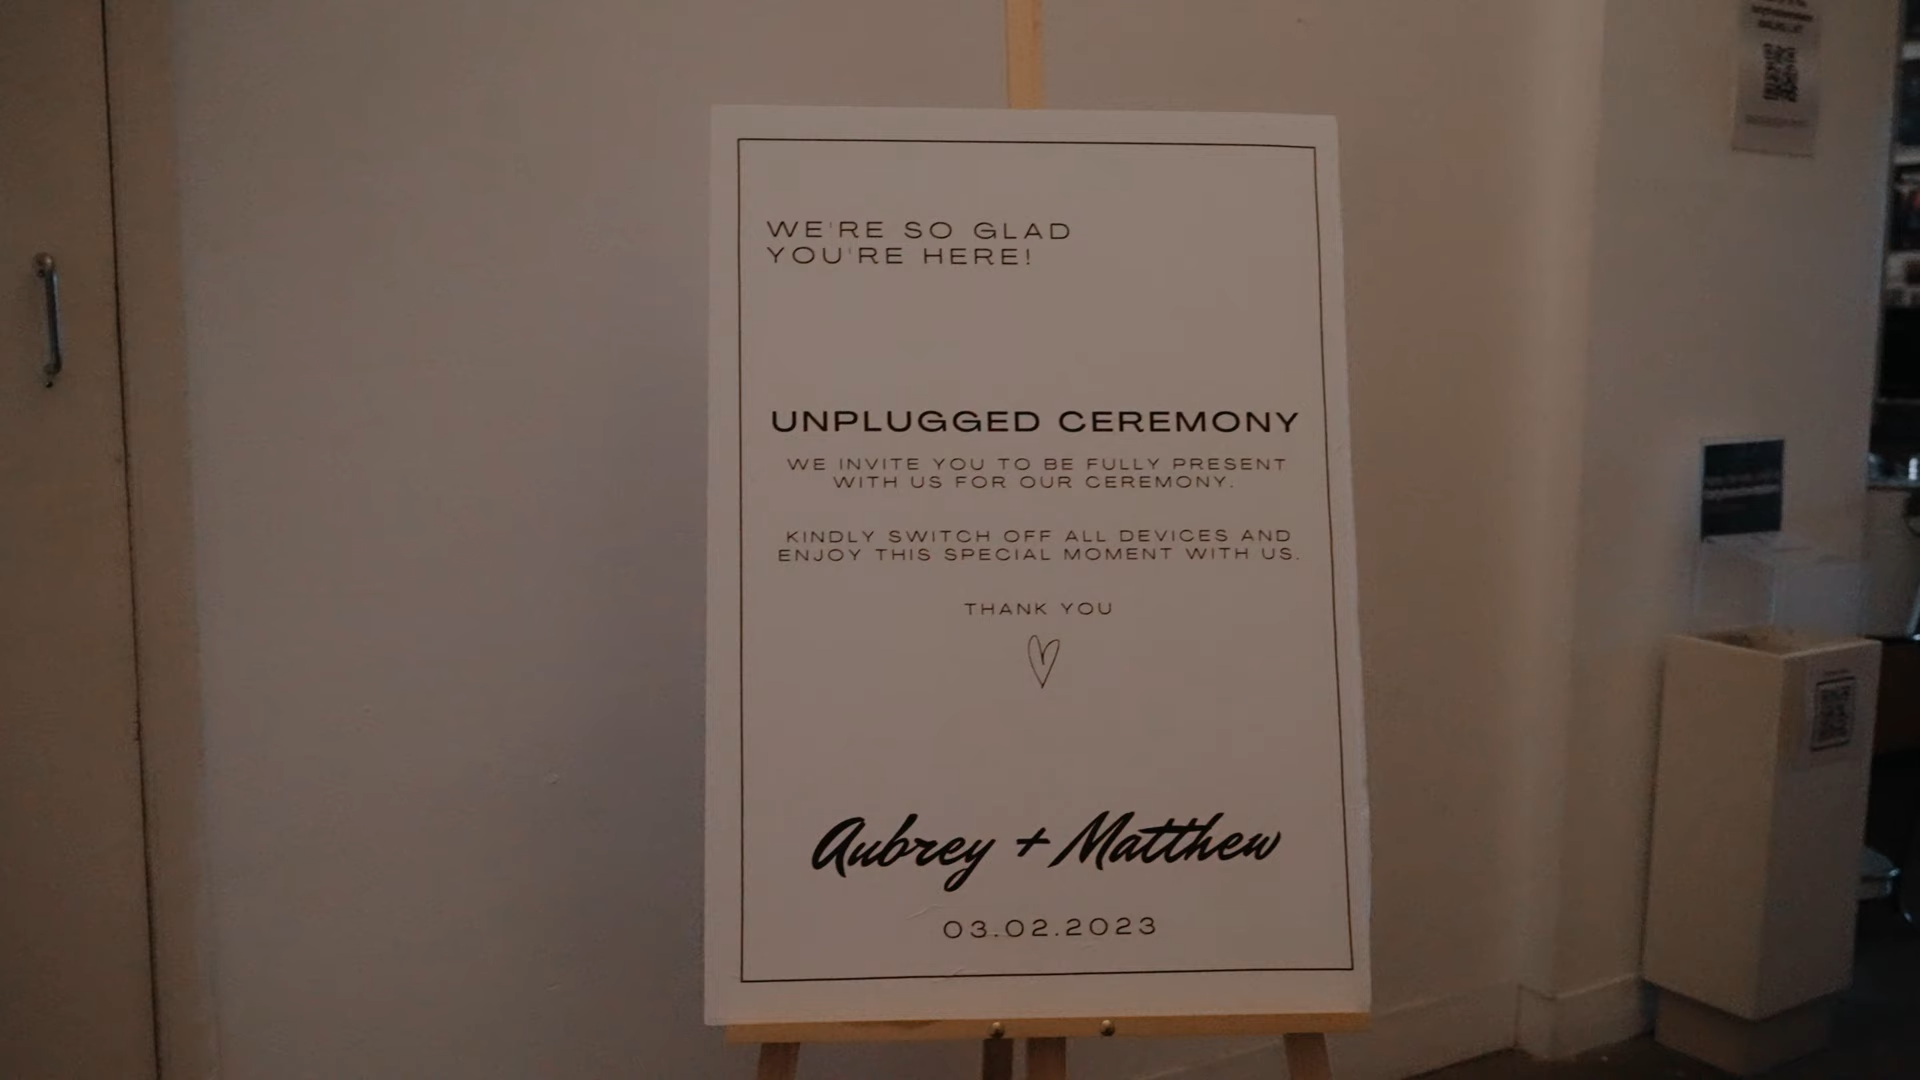 WE'RE SO GLAD
YOU'RE HERE!
UNPLUGGED CEREMONY
WE INVITE YOU TO BE FULLY PRESENT
WITH US FOR OUR CEREMONY.
KINDLY SWITCH OFF ALL DEVICES AND
ENJOY THIS SPECIAL MOMENT WITH US.
THANK YOU
Aubrey + Matthew
03.02.2023